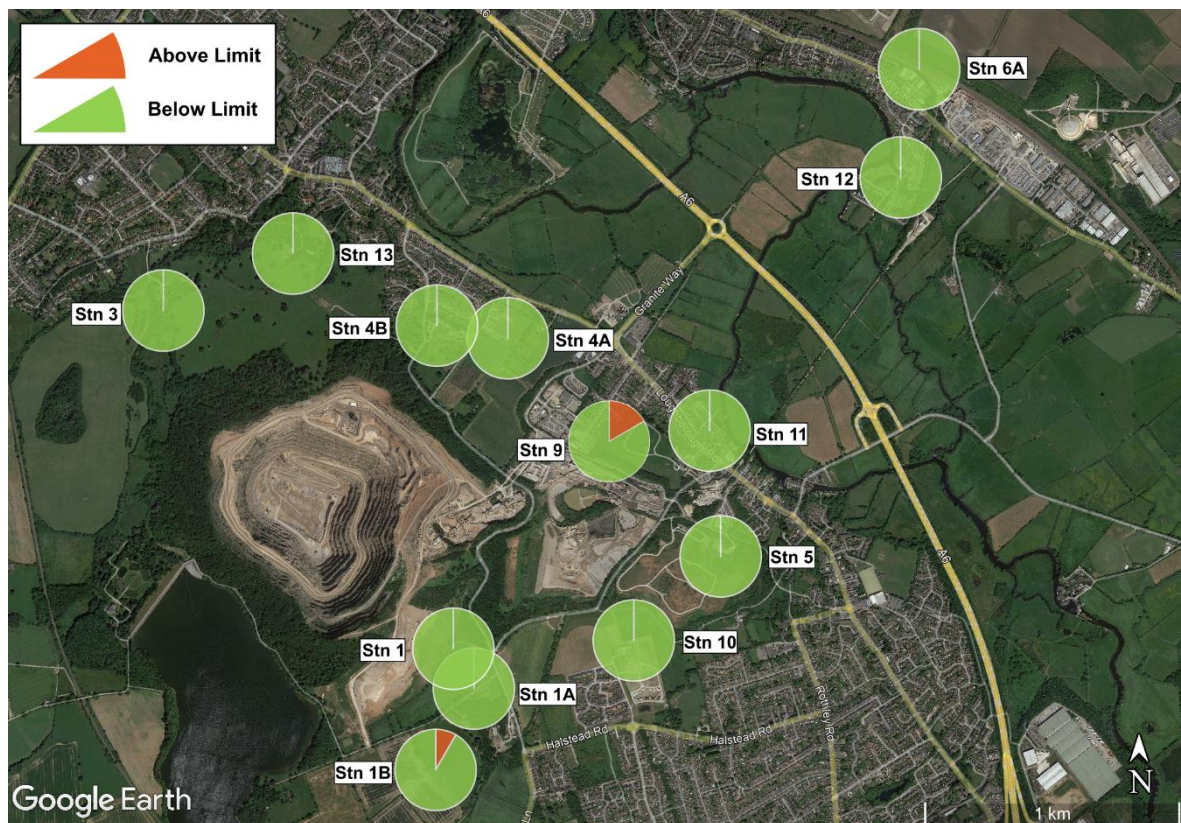 Above Limit
Below Limit
A6
Stn 6A
Stn 12
A6
Stn 13
Granite Way
Stn 3
Stn 4B
Stn 4A
Stn 9
Stn 11
Stn 5
A6
Stn 1
Stn 10
Stn 1A
Rothley Rd
Halstead Rd
Halstead Rd
Stn 1B
Google Earth
1 km
N